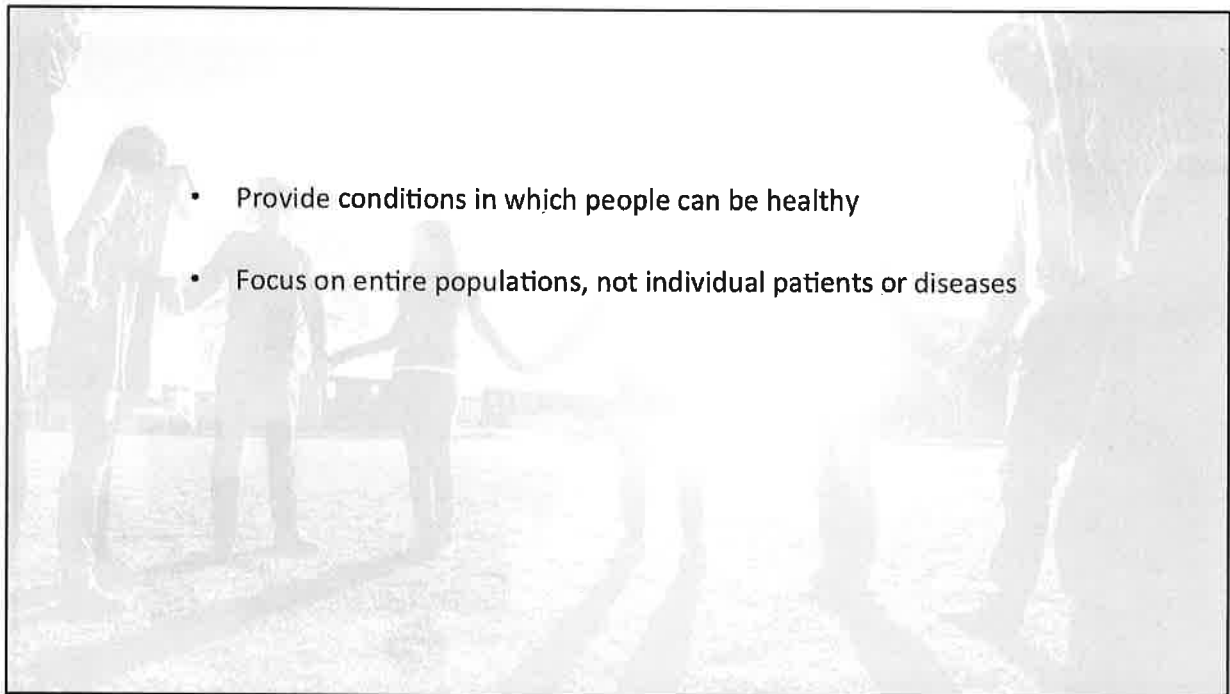 • Provide conditions in which people can be healthy
• Focus on entire populations, not individual patients or diseases